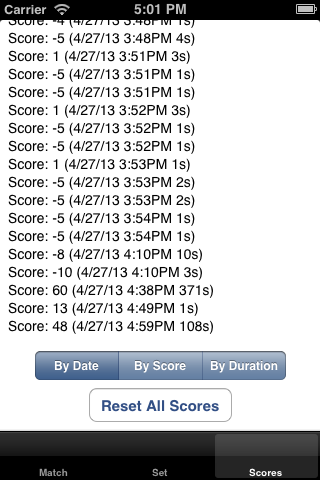 Carrier 5:01 PM
Score: -4 (4/27/13 3:48PM 1s)
Score: -5 (4/27/13 3:48PM 4s)
Score: 1 (4/27/13 3:51PM 3s)
Score: -5 (4/27/13 3:51PM 1s)
Score: -5 (4/27/13 3:51PM 1s)
Score: 1 (4/27/13 3:52PM 3s)
Score: -5 (4/27/13 3:52PM 1s)
Score: -5 (4/27/13 3:52PM 1s)
Score: 1 (4/27/13 3:53PM 1s)
Score: -5 (4/27/13 3:53PM 2s)
Score: -5 (4/27/13 3:53PM 2s)
Score: -5 (4/27/13 3:54PM 1s)
Score: -5 (4/27/13 3:54PM 1s)
Score: -8 (4/27/13 4:10PM 10s)
Score: -10 (4/27/13 4:10PM 3s)
Score: 60 (4/27/13 4:38PM 371s)
Score: 13 (4/27/13 4:49PM 1s)
Score: 48 (4/27/13 4:59PM 108s)
By Date By Score By Duration
Reset All Scores
Match Set Scores